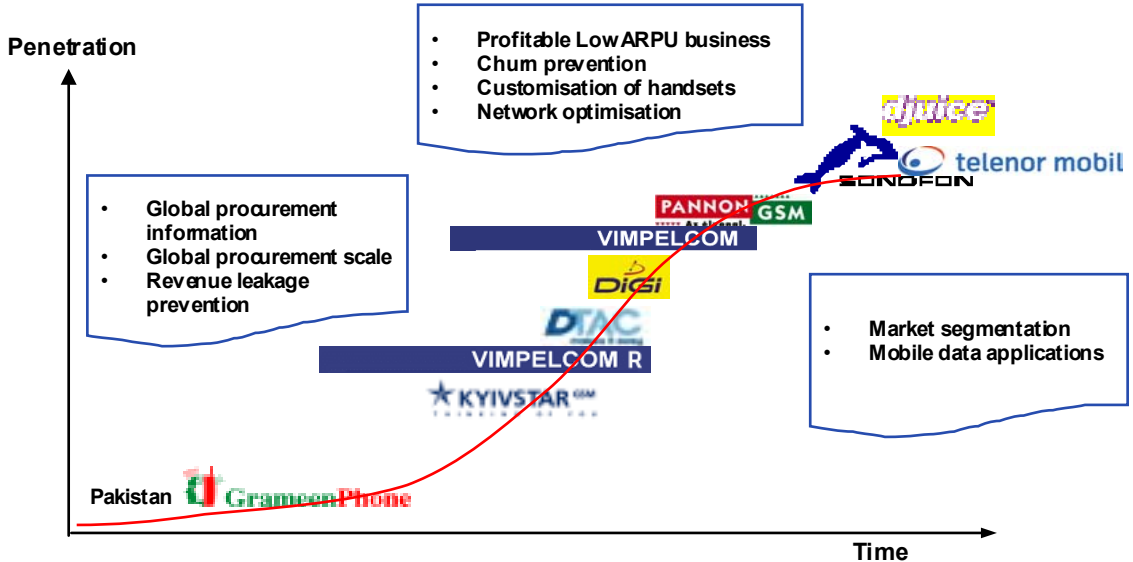 Penetration
• Profitable Low ARPU business
• Churn prevention
• Customisation of handsets
• Network optimisation
djuice
telenor mobil
SONOFON
• Global procurement
information
• Global procurement scale
• Revenue leakage
prevention
PANNON
GSM
VIMPELCOM
DiGi
DTAC
VIMPELCOM R
KYIVSTAR GSM
• Market segmentation
• Mobile data applications
Pakistan
GrameenPhone
Time